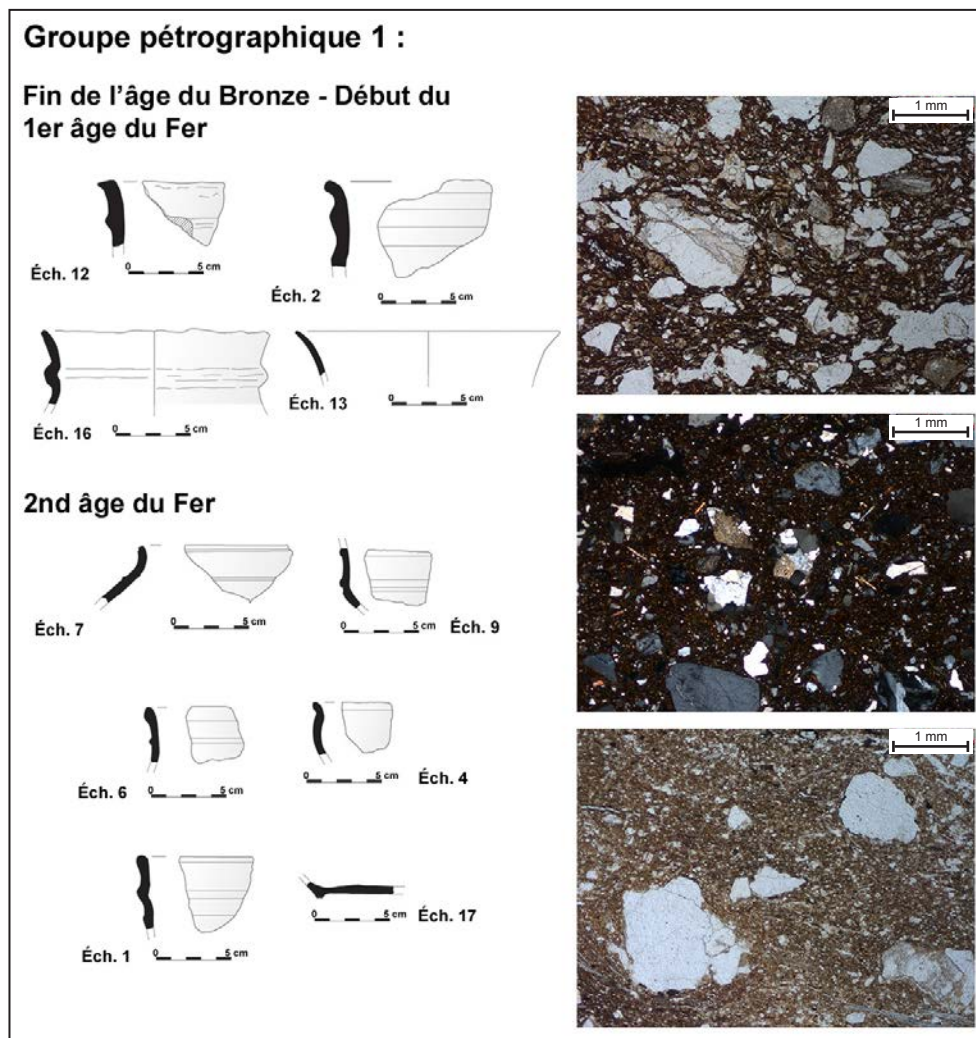 Groupe pétrographique 1 :
Fin de l'âge du Bronze - Début du
1er âge du Fer
Éch. 12
0 5 cm
Éch. 2
0 5 cm
Éch. 16
0 5 cm
Éch. 13
0 5 cm
2nd âge du Fer
Éch. 7
0 5 cm
0 5 cm
Éch. 9
Éch. 6
0 5 cm
0 5 cm
Éch. 4
Éch. 1
0 5 cm
0 5 cm
Éch. 17
1 mm
1 mm
1 mm